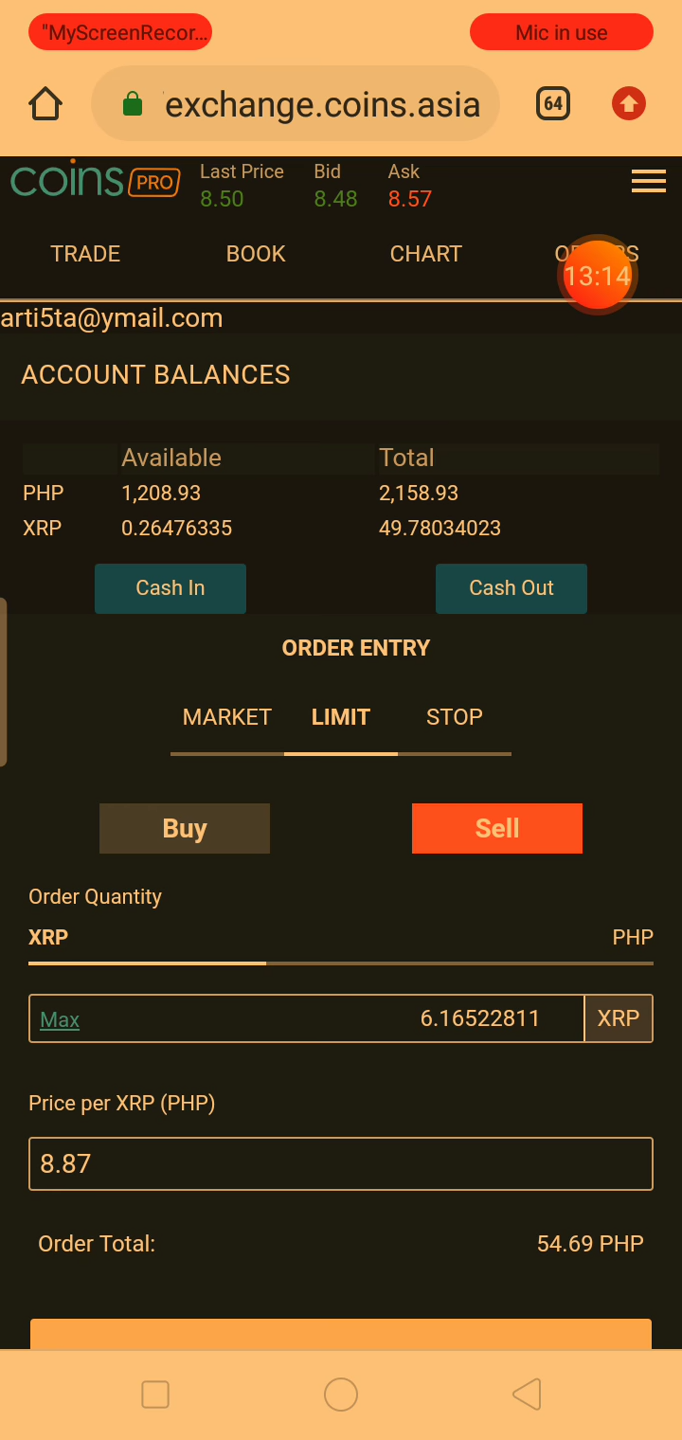 "MyScreenRecor...
Mic in use
exchange.coins.asia
64
coins PRO
Last Price Bid Ask
8.50 8.48 8.57
TRADE BOOK CHART
13:14
arti5ta@ymail.com
ACCOUNT BALANCES
Available Total
PHP 1,208.93 2,158.93
XRP 0.26476335 49.78034023
Cash In Cash Out
ORDER ENTRY
MARKET LIMIT STOP
Buy Sell
Order Quantity
XRP PHP
Max 6.16522811 XRP
Price per XRP (PHP)
8.87
Order Total: 54.69 PHP